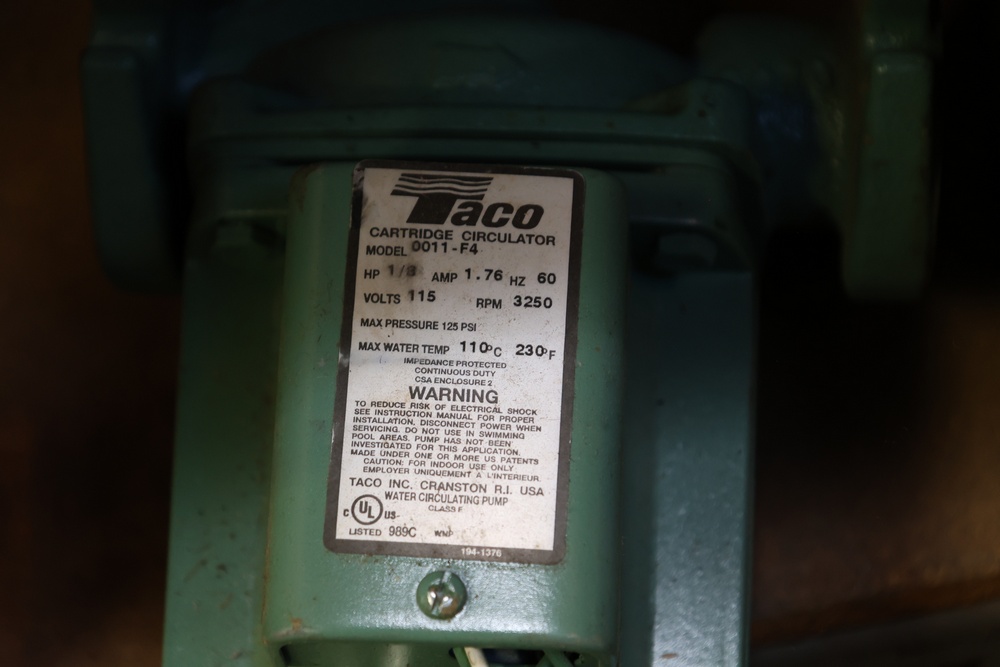 Taco
CARTRIDGE CIRCULATOR
MODEL 0011-F4
HP 1/8 AMP 1.76 HZ 60
VOLTS 115 RPM 3250
MAX PRESSURE 125 PSI
MAX WATER TEMP 110°C 230°F
IMPEDANCE PROTECTED
CONTINUOUS DUTY
CSA ENCLOSURE 2
WARNING
TO REDUCE RISK OF ELECTRICAL SHOCK
SEE INSTRUCTION MANUAL FOR PROPER
INSTALLATION. DISCONNECT POWER WHEN
SERVICING. DO NOT USE IN SWIMMING
POOL AREAS. PUMP HAS NOT BEEN
INVESTIGATED FOR THIS APPLICATION.
MADE UNDER ONE OR MORE US PATENTS
CAUTION: FOR INDOOR USE ONLY
EMPLOYER UNIQUEMENT A L'INTERIEUR.
TACO INC. CRANSTON R.I. USA
WATER CIRCULATING PUMP
CLASS F
C UL US
LISTED 989C WNP
194-1376